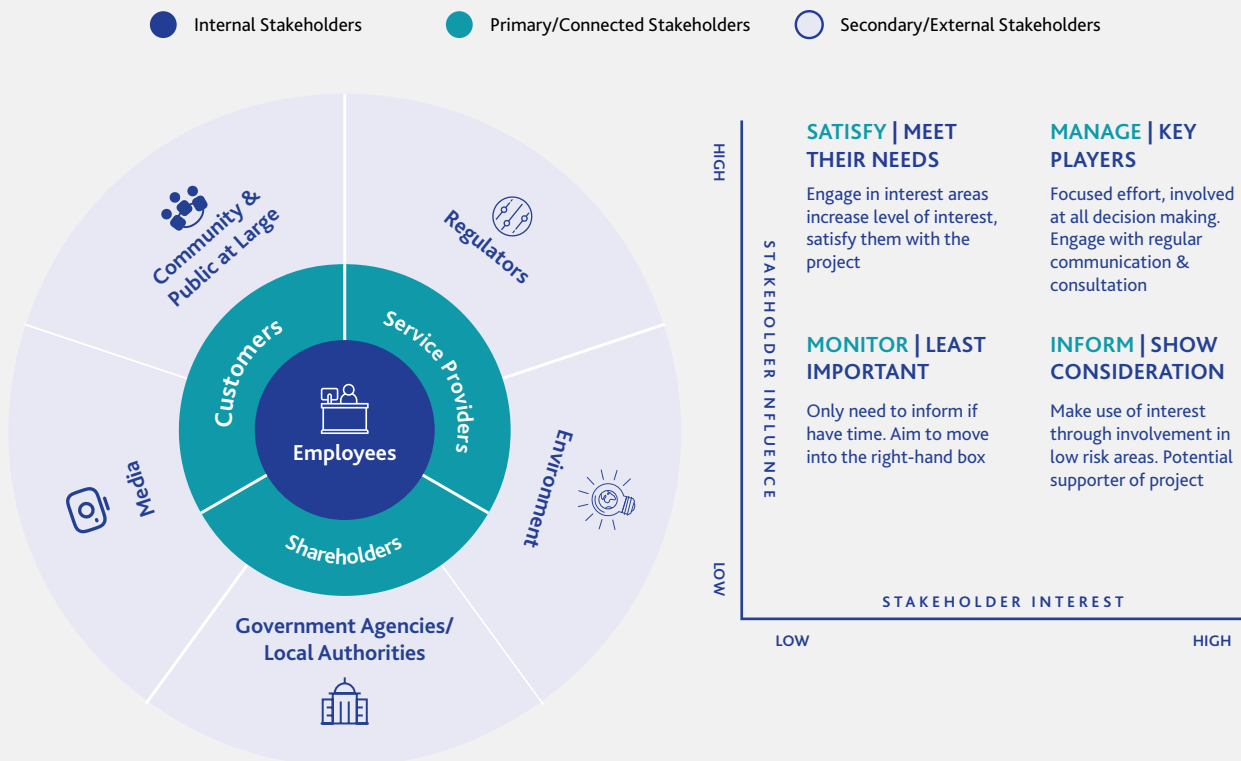 Internal Stakeholders
Primary/Connected Stakeholders
Secondary/External Stakeholders
Community &
Public at Large
Regulators
Customers
Service Providers
Employees
Media
Environment
Shareholders
Government Agencies/
Local Authorities
HIGH
STAKEHOLDER INFLUENCE
LOW
SATISFY | MEET
THEIR NEEDS
Engage in interest areas
increase level of interest,
satisfy them with the
project
MANAGE | KEY
PLAYERS
Focused effort, involved
at all decision making.
Engage with regular
communication &
consultation
MONITOR | LEAST
IMPORTANT
Only need to inform if
have time. Aim to move
into the right-hand box
INFORM | SHOW
CONSIDERATION
Make use of interest
through involvement in
low risk areas. Potential
supporter of project
STAKEHOLDER INTEREST
LOW
HIGH